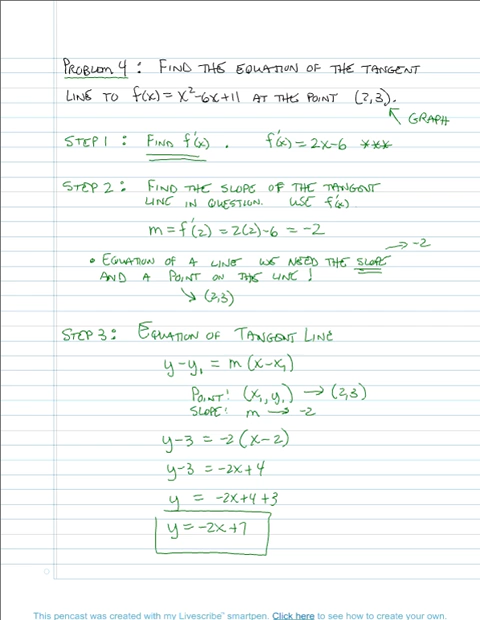 PROBLEM 4 : FIND THE EQUATION OF THE TANGENT
LINE TO f(x) = x²-6x+11 AT THE POINT (2,3).
GRAPH
STEP 1 : FIND f'(x) . f'(x) = 2x-6 ***
STEP 2 : FIND THE SLOPE OF THE TANGENT
LINE IN QUESTION. USE f'(x).
m = f'(2) = 2(2)-6 = -2
→ -2
• EQUATION OF A LINE WE NEED THE SLOPE
AND A POINT ON THE LINE !
↘ (2,3)
STEP 3 : EQUATION OF TANGENT LINE
y-y₁ = m(x-x₁)
POINT: (x₁,y₁) → (2,3)
SLOPE: m → -2
y-3 = -2(x-2)
y-3 = -2x+4
y = -2x+4+3
y = -2x+7
This pencast was created with my Livescribe™ smartpen. Click here to see how to create your own.